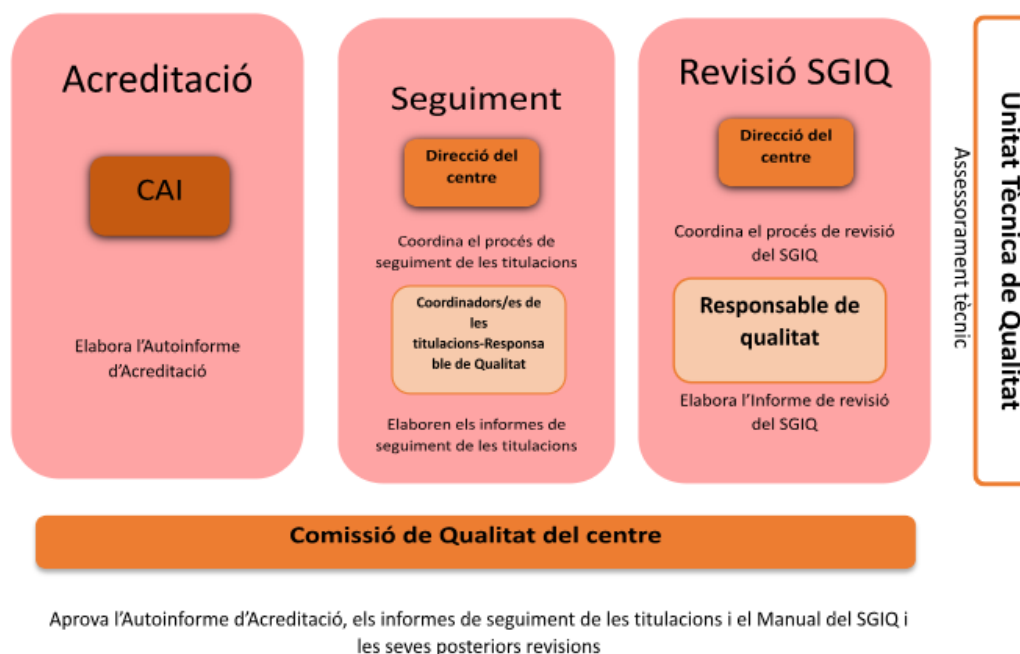 Acreditació
CAI
Elabora l’Autoinforme
d’Acreditació
Seguiment
Direcció del
centre
Coordina el procés de
seguiment de les titulacions
Coordinadors/es de
les
titulacions-Responsa
ble de Qualitat
Elaboren els informes de
seguiment de les titulacions
Revisió SGIQ
Direcció del
centre
Coordina el procés de revisió
del SGIQ
Responsable de
qualitat
Elabora l’Informe de revisió
del SGIQ
Assessorament tècnic
Unitat Tècnica de Qualitat
Comissió de Qualitat del centre
Aprova l’Autoinforme d’Acreditació, els informes de seguiment de les titulacions i el Manual del SGIQ i
les seves posteriors revisions